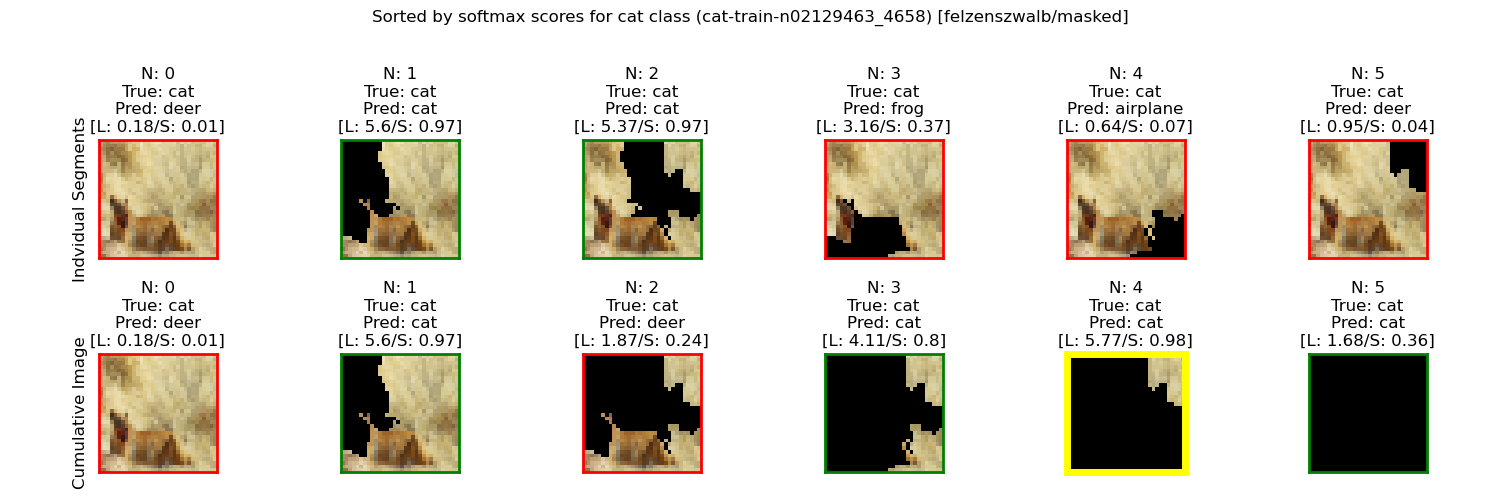 Sorted by softmax scores for cat class (cat-train-n02129463_4658) [felzenszwalb/masked]
Indvidual Segments
N: 0
True: cat
Pred: deer
[L: 0.18/S: 0.01]
N: 1
True: cat
Pred: cat
[L: 5.6/S: 0.97]
N: 2
True: cat
Pred: cat
[L: 5.37/S: 0.97]
N: 3
True: cat
Pred: frog
[L: 3.16/S: 0.37]
N: 4
True: cat
Pred: airplane
[L: 0.64/S: 0.07]
N: 5
True: cat
Pred: deer
[L: 0.95/S: 0.04]
Cumulative Image
N: 0
True: cat
Pred: deer
[L: 0.18/S: 0.01]
N: 1
True: cat
Pred: cat
[L: 5.6/S: 0.97]
N: 2
True: cat
Pred: deer
[L: 1.87/S: 0.24]
N: 3
True: cat
Pred: cat
[L: 4.11/S: 0.8]
N: 4
True: cat
Pred: cat
[L: 5.77/S: 0.98]
N: 5
True: cat
Pred: cat
[L: 1.68/S: 0.36]